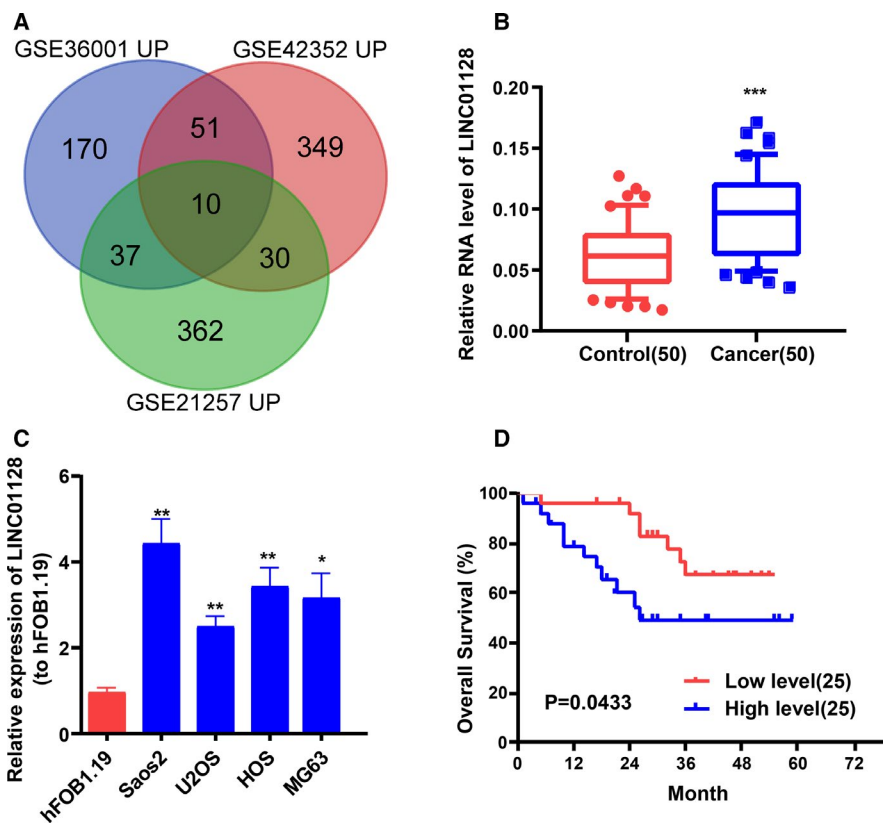 A
GSE36001 UP
GSE42352 UP
170
51
349
10
37
30
362
GSE21257 UP
B
Relative RNA level of LINC01128
0.20
0.15
0.10
0.05
0.00
***
Control(50)
Cancer(50)
C
Relative expression of LINC01128
(to hFOB1.19)
6
4
2
0
**
**
**
*
hFOB1.19
Saos2
U2OS
HOS
MG63
D
Overall Survival (%)
100
80
60
40
20
0
Low level(25)
High level(25)
P=0.0433
0
12
24
36
48
60
72
Month